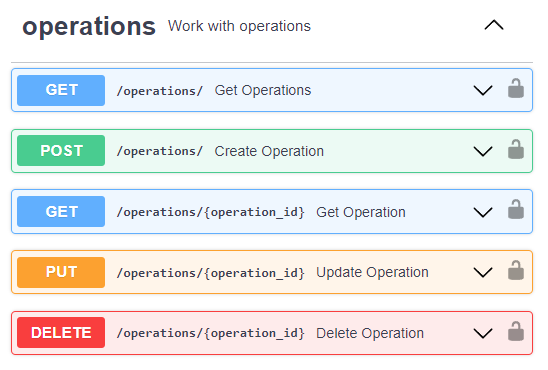 operations Work with operations
GET /operations/ Get Operations
POST /operations/ Create Operation
GET /operations/{operation_id} Get Operation
PUT /operations/{operation_id} Update Operation
DELETE /operations/{operation_id} Delete Operation